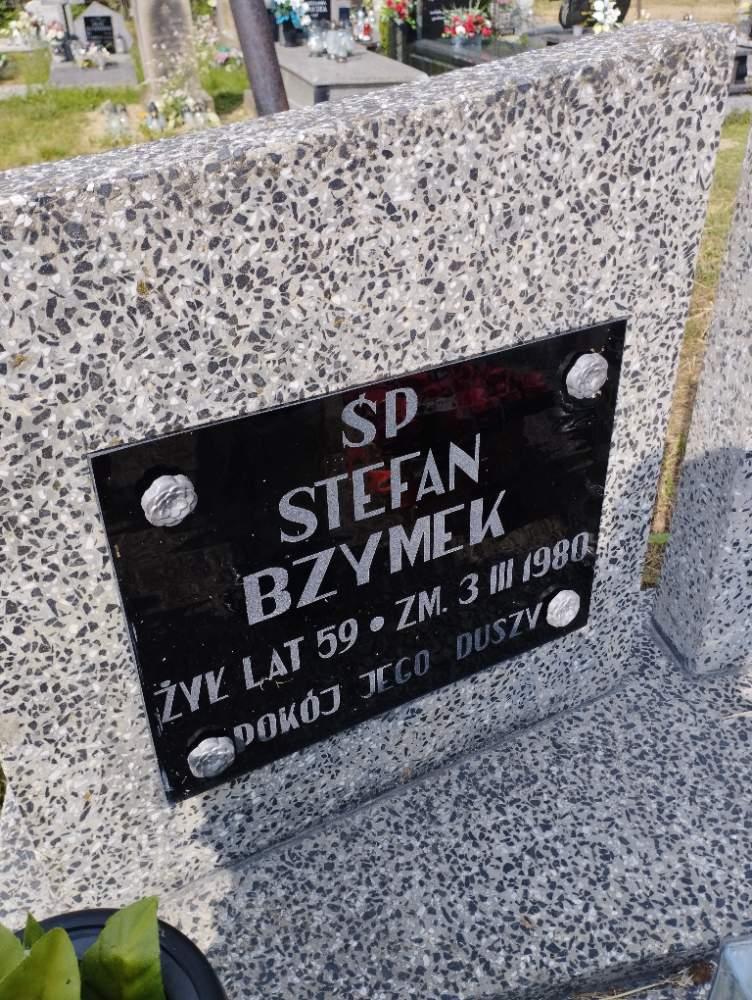 ŚP
STEFAN
BZYMEK
ŻYŁ LAT 59 • ZM. 3 III 1980
POKÓJ JEGO DUSZY